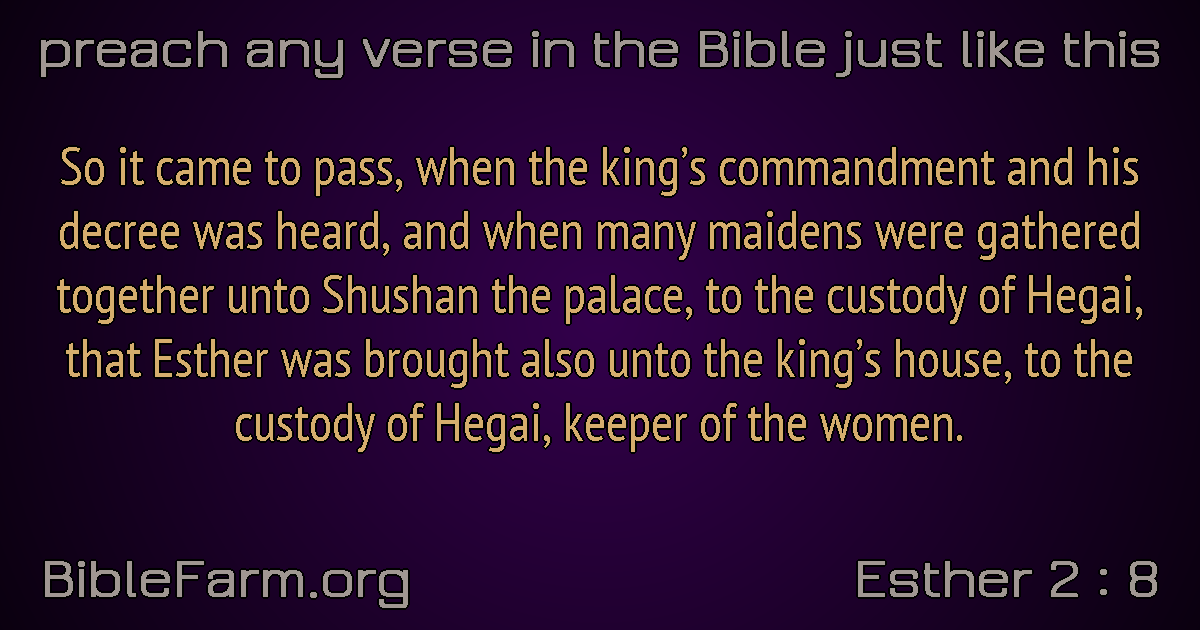 preach any verse in the Bible just like this
So it came to pass, when the king’s commandment and his
decree was heard, and when many maidens were gathered
together unto Shushan the palace, to the custody of Hegai,
that Esther was brought also unto the king’s house, to the
custody of Hegai, keeper of the women.
BibleFarm.org
Esther 2 : 8